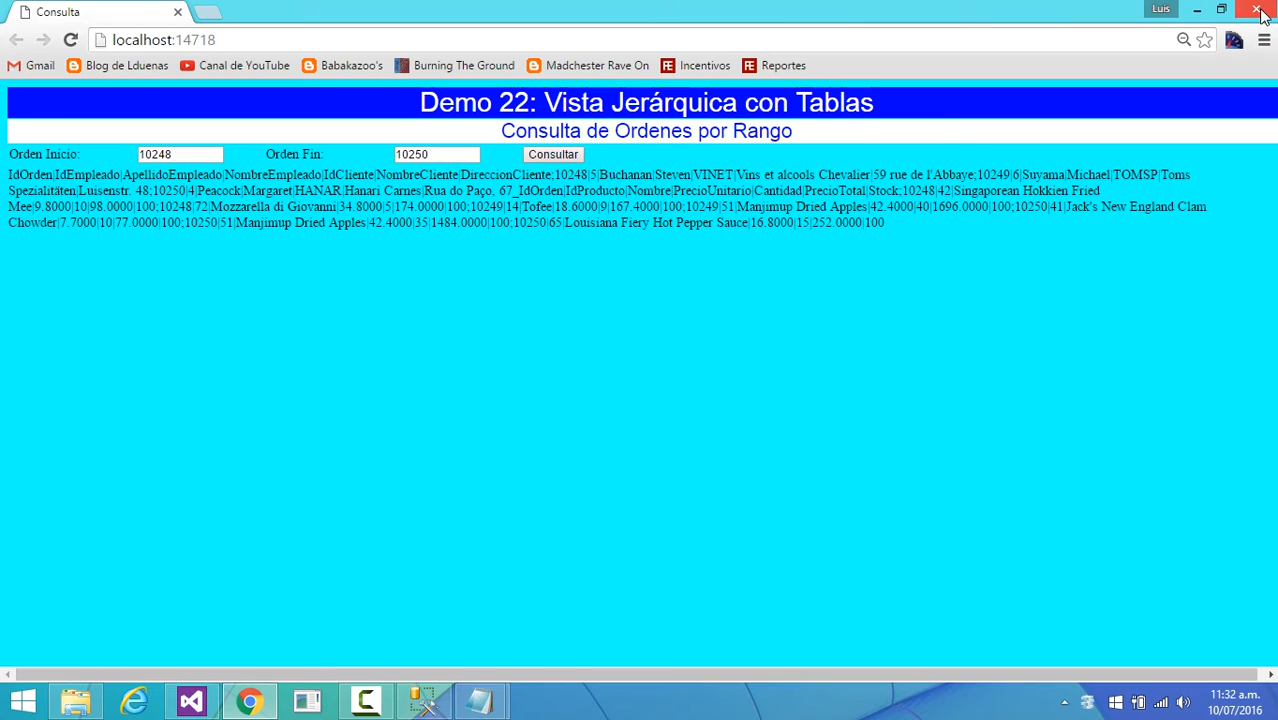 Consulta
Luis
localhost:14718
Gmail Blog de Lduenas Canal de YouTube Babakazoo's Burning The Ground Madchester Rave On Incentivos Reportes
Demo 22: Vista Jerárquica con Tablas
Consulta de Ordenes por Rango
Orden Inicio: 10248 Orden Fin: 10250 Consultar
IdOrden|IdEmpleado|ApellidoEmpleado|NombreEmpleado|IdCliente|NombreCliente|DireccionCliente;10248|5|Buchanan|Steven|VINET|Vins et alcools Chevalier|59 rue de l'Abbaye;10249|6|Suyama|Michael|TOMSP|Toms
Spezialitäten|Luisenstr. 48;10250|4|Peacock|Margaret|HANAR|Hanari Carnes|Rua do Paço, 67_IdOrden|IdProducto|Nombre|PrecioUnitario|Cantidad|PrecioTotal|Stock;10248|42|Singaporean Hokkien Fried
Mee|9.8000|10|98.0000|100;10248|72|Mozzarella di Giovanni|34.8000|5|174.0000|100;10249|14|Tofee|18.6000|9|167.4000|100;10249|51|Manjimup Dried Apples|42.4000|40|1696.0000|100;10250|41|Jack's New England Clam
Chowder|7.7000|10|77.0000|100;10250|51|Manjimup Dried Apples|42.4000|35|1484.0000|100;10250|65|Louisiana Fiery Hot Pepper Sauce|16.8000|15|252.0000|100
11:32 a.m.
10/07/2016